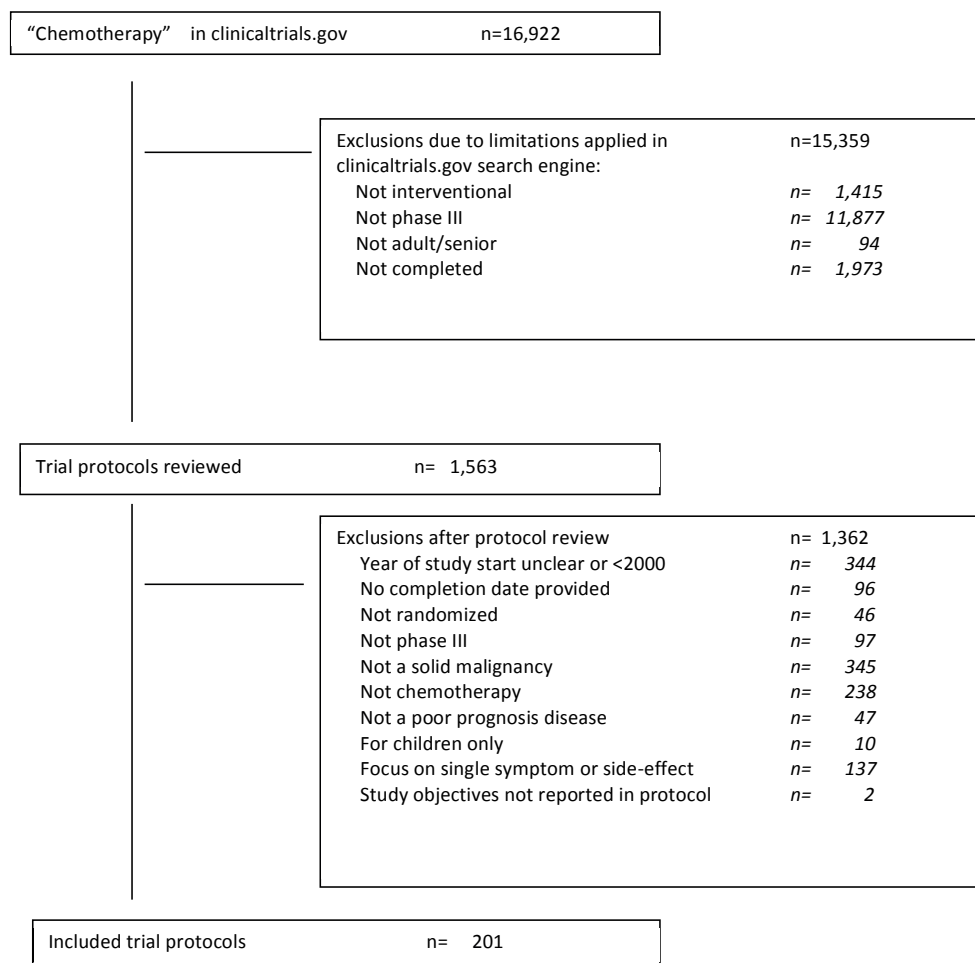 “Chemotherapy” in clinicaltrials.gov n=16,922
Exclusions due to limitations applied in n=15,359
clinicaltrials.gov search engine:
Not interventional n= 1,415
Not phase III n= 11,877
Not adult/senior n= 94
Not completed n= 1,973
Trial protocols reviewed n= 1,563
Exclusions after protocol review n= 1,362
Year of study start unclear or <2000 n= 344
No completion date provided n= 96
Not randomized n= 46
Not phase III n= 97
Not a solid malignancy n= 345
Not chemotherapy n= 238
Not a poor prognosis disease n= 47
For children only n= 10
Focus on single symptom or side-effect n= 137
Study objectives not reported in protocol n= 2
Included trial protocols n= 201